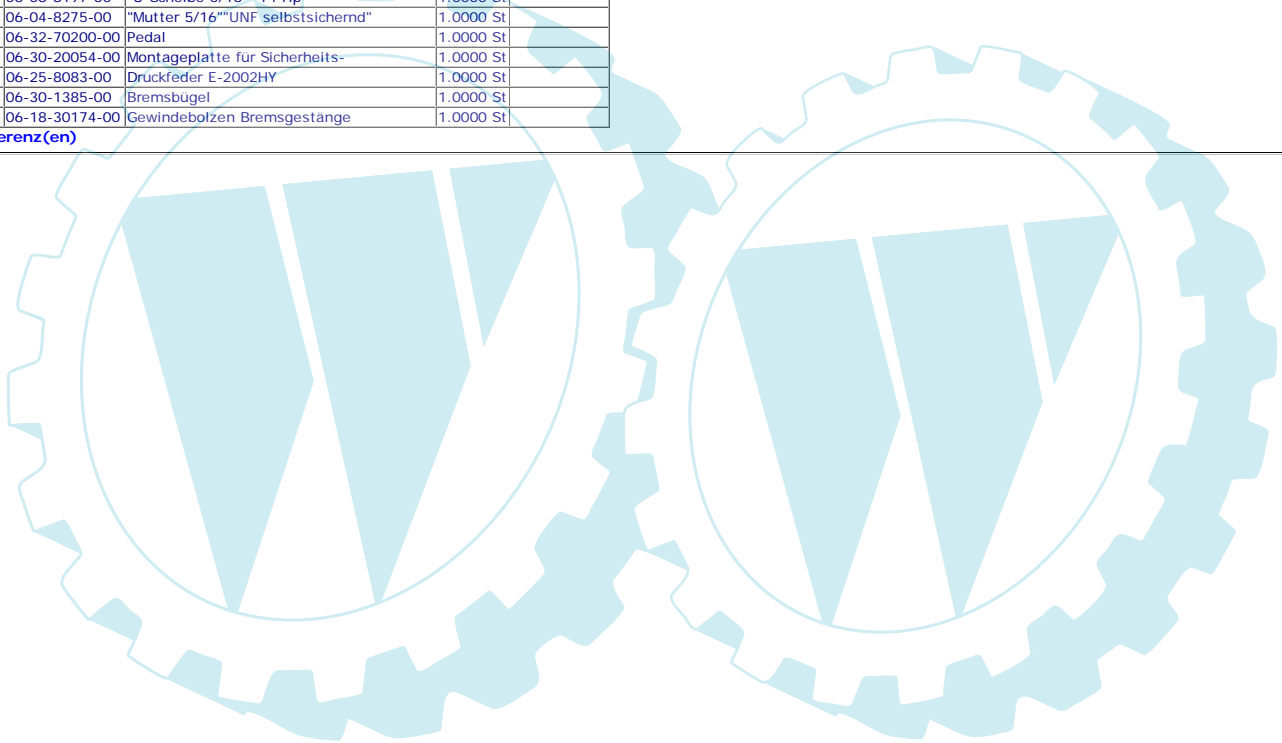 06-04-8275-00 "Mutter 5/16""UNF selbstsichernd" 1.0000 St
06-32-70200-00 Pedal 1.0000 St
06-30-20054-00 Montageplatte für Sicherheits- 1.0000 St
06-25-8083-00 Druckfeder E-2002HY 1.0000 St
06-30-1385-00 Bremsbügel 1.0000 St
06-18-30174-00 Gewindebolzen Bremsgestänge 1.0000 St
erenz(en)